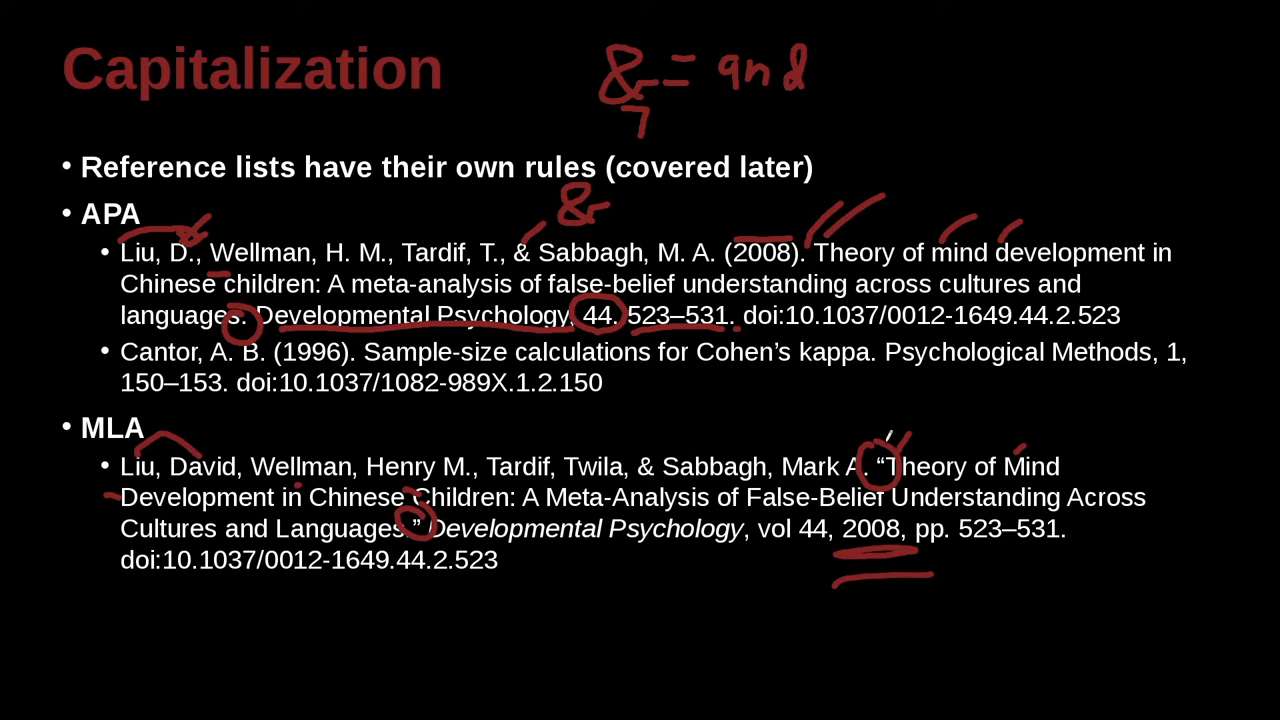 Capitalization
& = and
7
• Reference lists have their own rules (covered later)
&
• APA
• Liu, D., Wellman, H. M., Tardif, T., & Sabbagh, M. A. (2008). Theory of mind development in
Chinese children: A meta-analysis of false-belief understanding across cultures and
languages. Developmental Psychology, 44. 523–531. doi:10.1037/0012-1649.44.2.523
• Cantor, A. B. (1996). Sample-size calculations for Cohen’s kappa. Psychological Methods, 1,
150–153. doi:10.1037/1082-989X.1.2.150
• MLA
• Liu, David, Wellman, Henry M., Tardif, Twila, & Sabbagh, Mark A. “Theory of Mind
Development in Chinese Children: A Meta-Analysis of False-Belief Understanding Across
Cultures and Languages.” Developmental Psychology, vol 44, 2008, pp. 523–531.
doi:10.1037/0012-1649.44.2.523